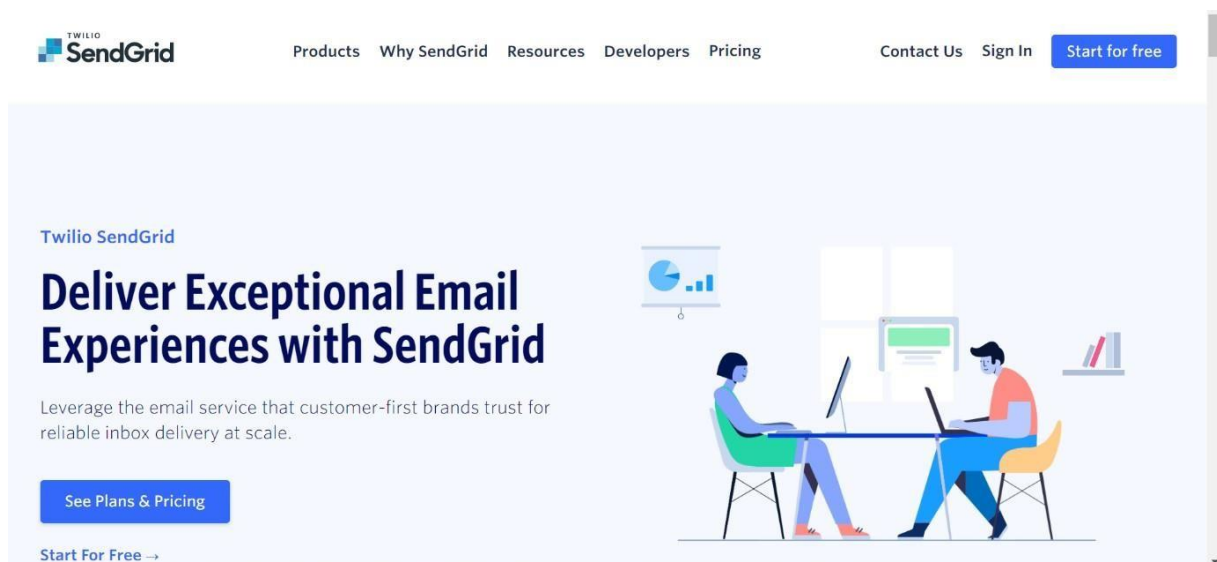 TWILIO
SendGrid
Products Why SendGrid Resources Developers Pricing Contact Us Sign In Start for free
Twilio SendGrid
Deliver Exceptional Email
Experiences with SendGrid
Leverage the email service that customer-first brands trust for
reliable inbox delivery at scale.
See Plans & Pricing
Start For Free →